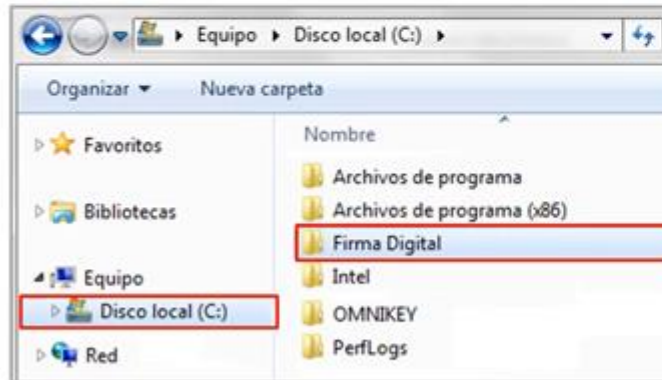 Equipo Disco local (C:)
Organizar Nueva carpeta
Favoritos
Bibliotecas
Equipo
Disco local (C:)
Red
Nombre
Archivos de programa
Archivos de programa (x86)
Firma Digital
Intel
OMNIKEY
PerfLogs